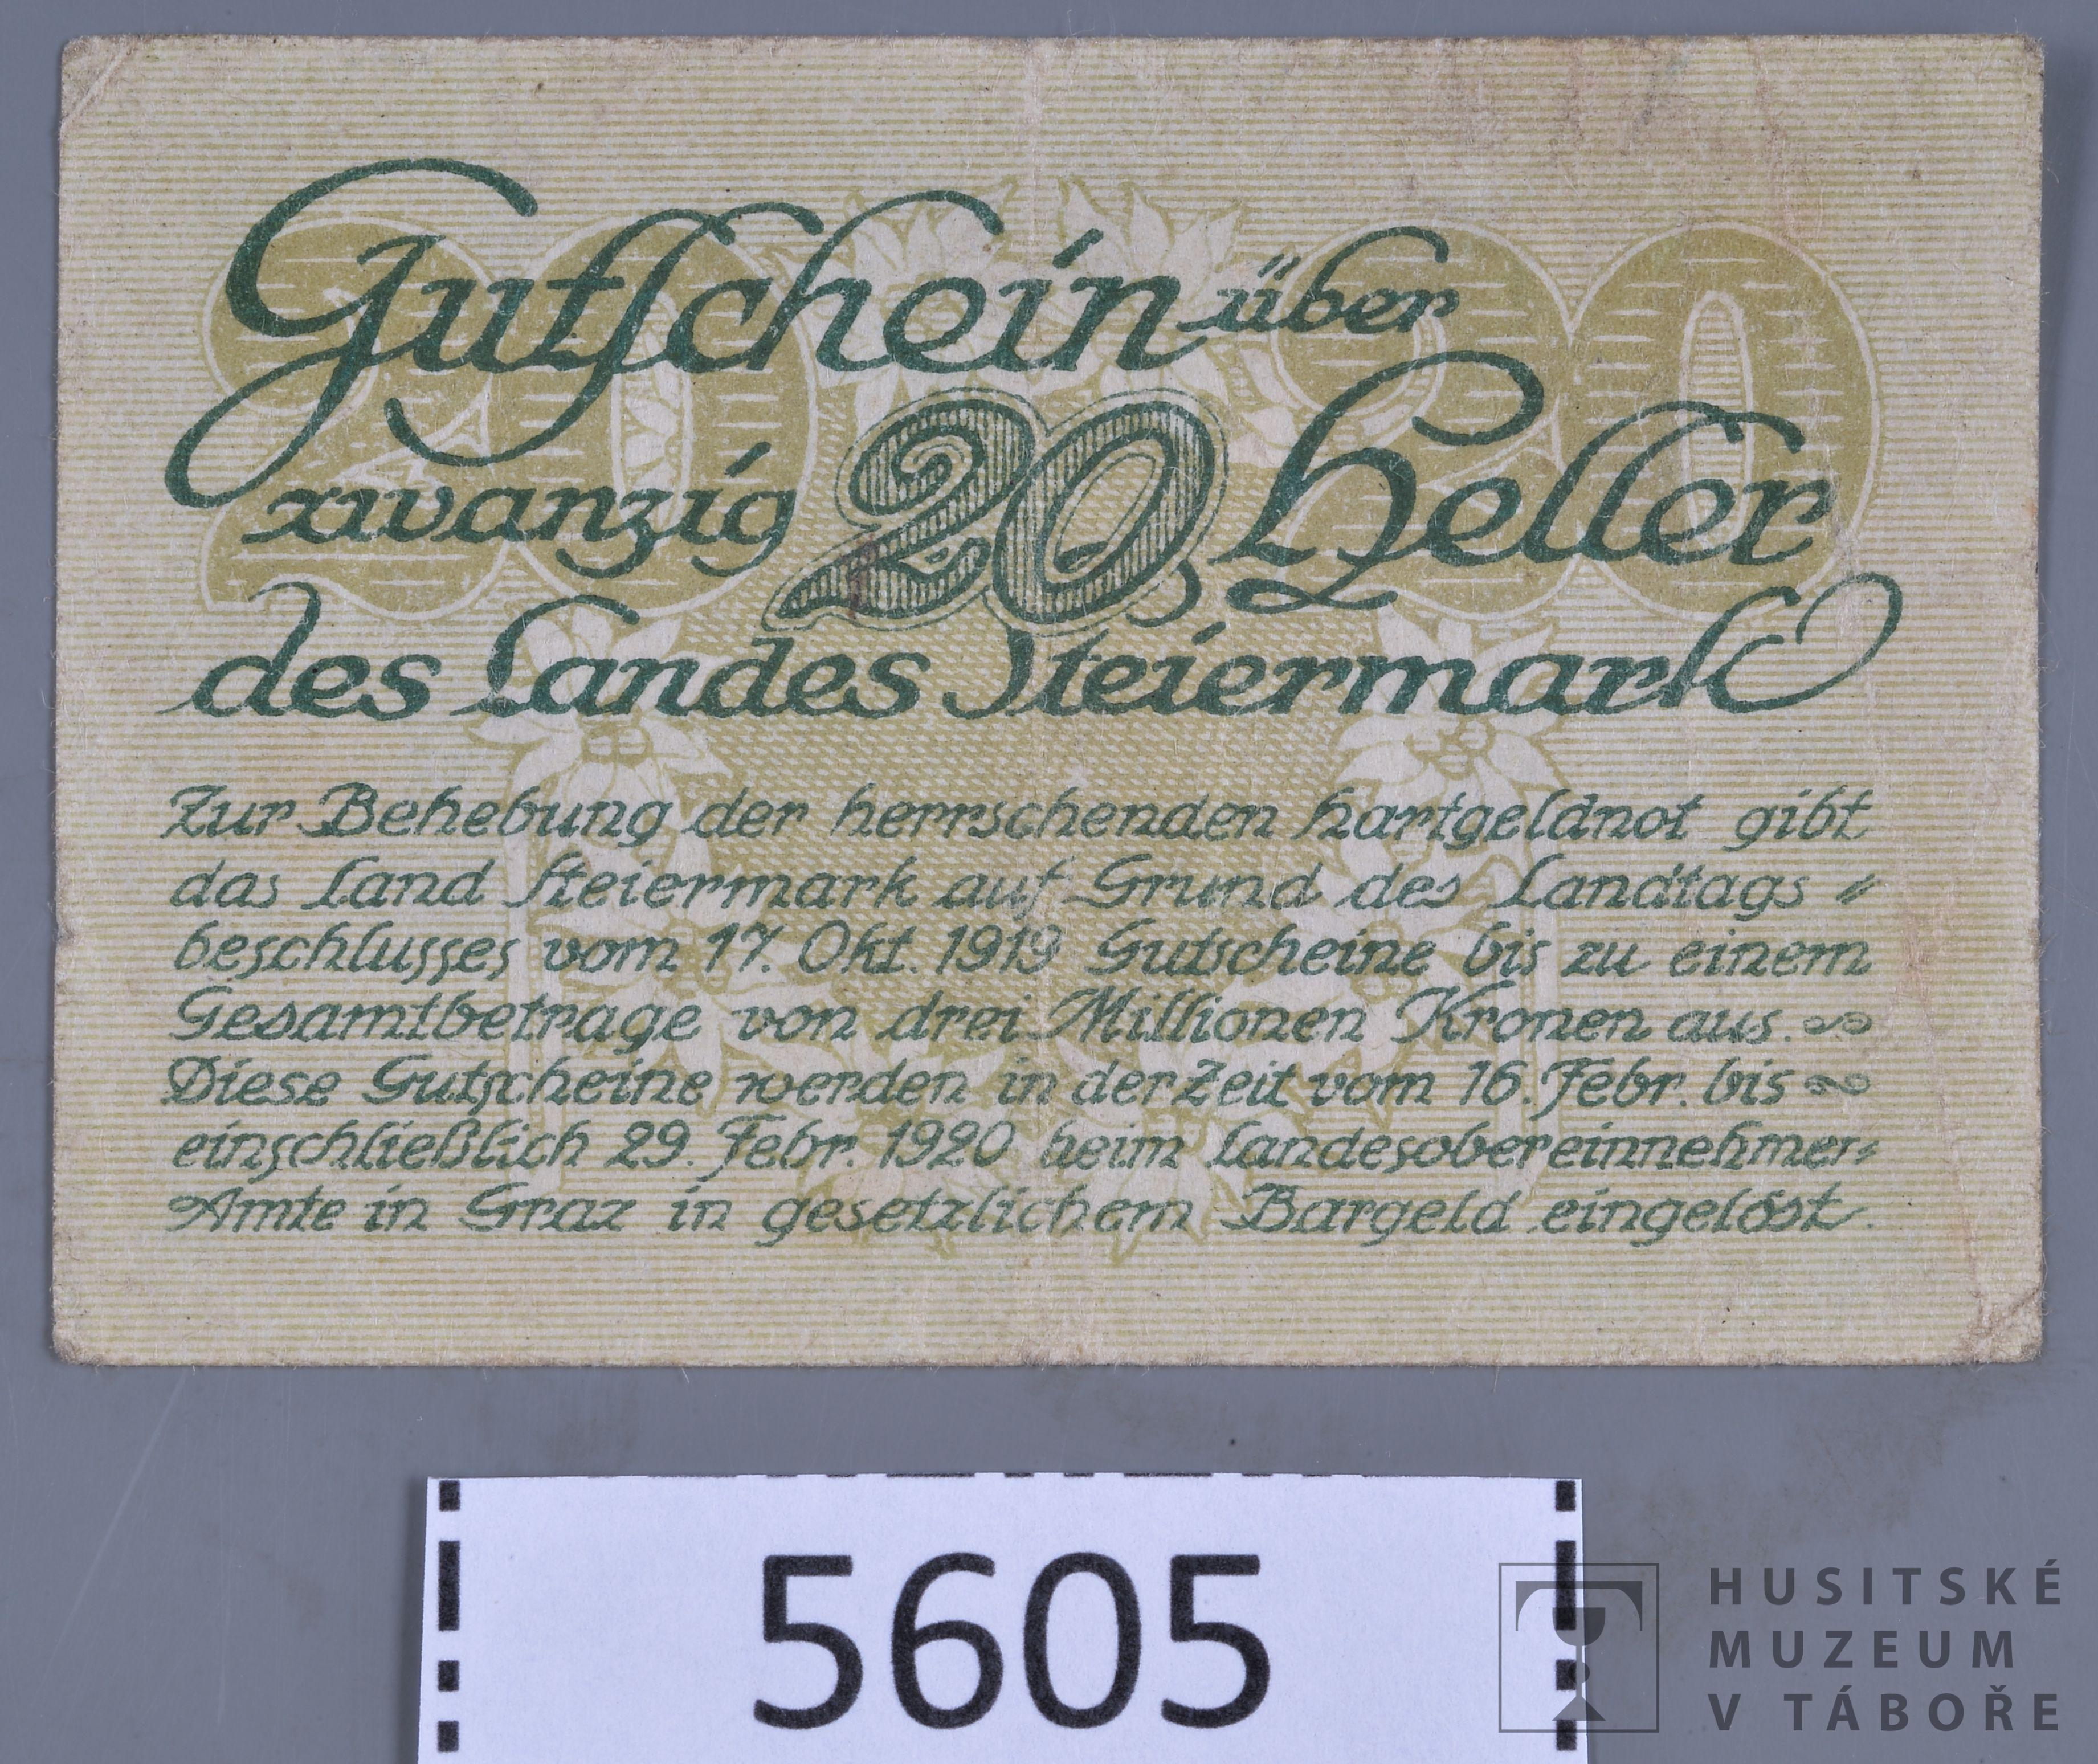 Gutschein über
zwanzig 20 Heller
des Landes Steiermark
20 20
Zur Behebung der herrschenden Hartgeldnot gibt
das Land Steiermark auf Grund des Landtags=
beschlusses vom 17. Okt. 1919 Gutscheine bis zu einem
Gesamtbetrage von drei Millionen Kronen aus.
Diese Gutscheine werden in der Zeit vom 16. Febr. bis
einschließlich 29. Febr. 1920 beim Landesobereinnehmer=
Amte in Graz in gesetzlichem Bargeld eingelöst.
5605
HUSITSKÉ
MUZEUM
V TÁBOŘE